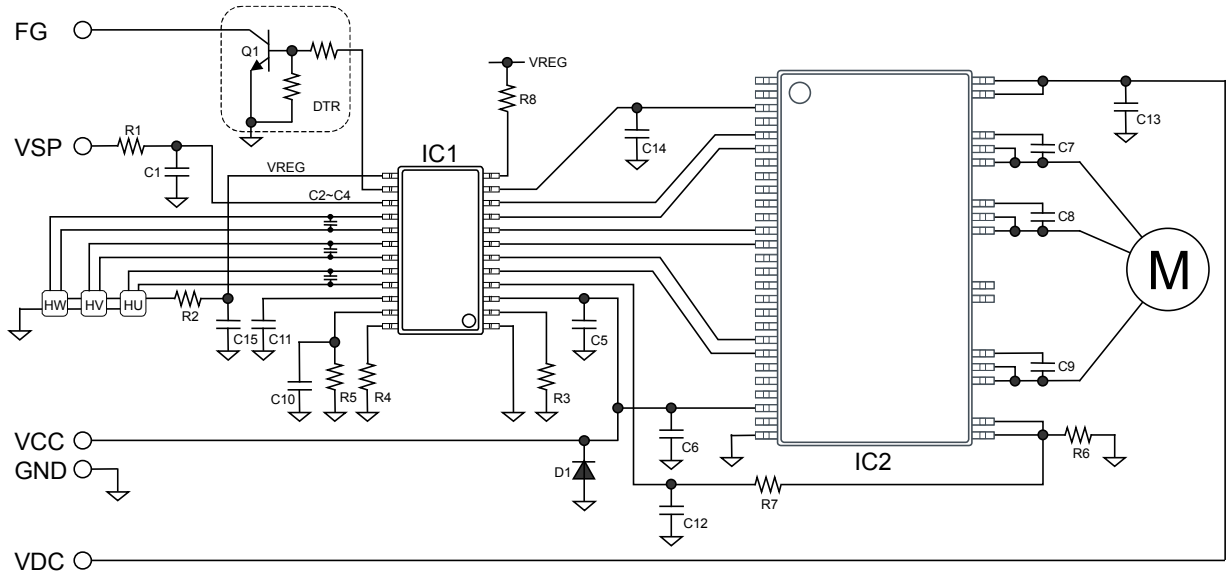 FG
Q1
DTR
VREG
R8
VSP
R1
C1
IC1
C14
C13
C7
VREG
C2~C4
C8
M
HW
HV
HU
R2
C15
C11
C5
C9
C10
R5
R4
R3
VCC
C6
R6
GND
D1
IC2
R7
C12
VDC